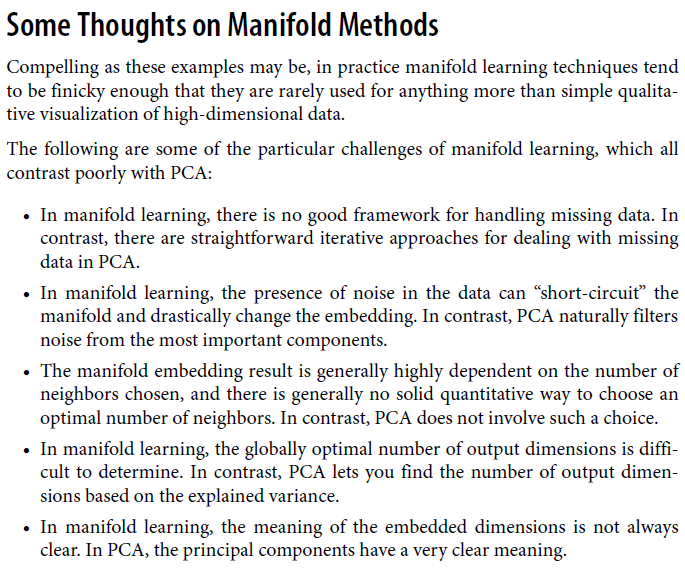 Some Thoughts on Manifold Methods
Compelling as these examples may be, in practice manifold learning techniques tend
to be finicky enough that they are rarely used for anything more than simple qualita-
tive visualization of high-dimensional data.
The following are some of the particular challenges of manifold learning, which all
contrast poorly with PCA:
• In manifold learning, there is no good framework for handling missing data. In
contrast, there are straightforward iterative approaches for dealing with missing
data in PCA.
• In manifold learning, the presence of noise in the data can “short-circuit” the
manifold and drastically change the embedding. In contrast, PCA naturally filters
noise from the most important components.
• The manifold embedding result is generally highly dependent on the number of
neighbors chosen, and there is generally no solid quantitative way to choose an
optimal number of neighbors. In contrast, PCA does not involve such a choice.
• In manifold learning, the globally optimal number of output dimensions is diffi-
cult to determine. In contrast, PCA lets you find the number of output dimen-
sions based on the explained variance.
• In manifold learning, the meaning of the embedded dimensions is not always
clear. In PCA, the principal components have a very clear meaning.